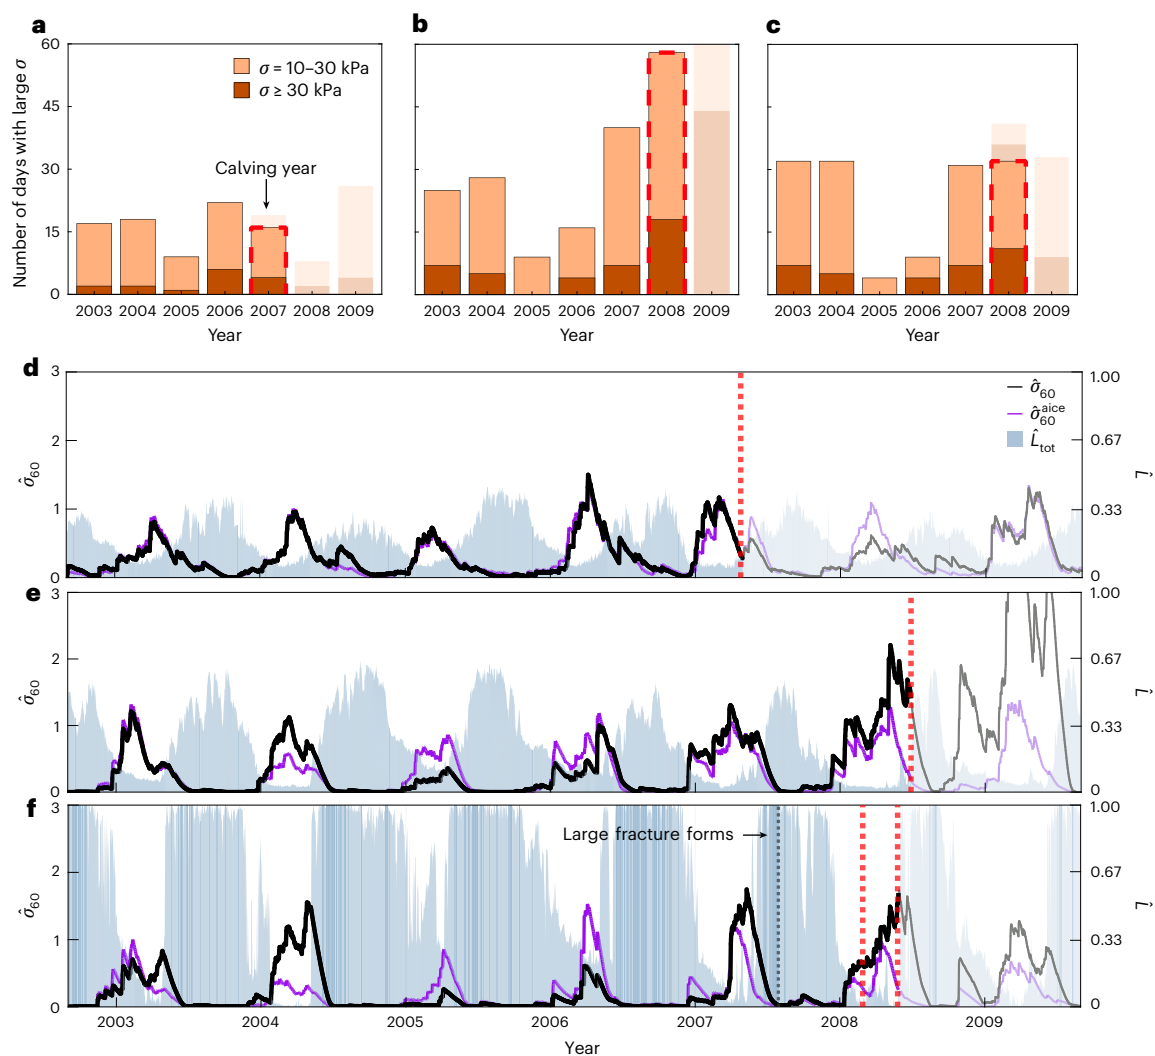 a
b
c
60
45
30
15
0
Number of days with large σ
σ = 10–30 kPa
σ ≥ 30 kPa
Calving year
2003 2004 2005 2006 2007 2008 2009
2003 2004 2005 2006 2007 2008 2009
2003 2004 2005 2006 2007 2008 2009
Year
Year
Year
d
3
2
1
0
σ̂60
1.00
0.67
0.33
0
L̂
σ̂60
σ̂60^aice
L̂tot
e
3
2
1
0
σ̂60
1.00
0.67
0.33
0
L̂
f
3
2
1
0
σ̂60
Large fracture forms
1.00
0.67
0.33
0
L̂
2003 2004 2005 2006 2007 2008 2009
Year